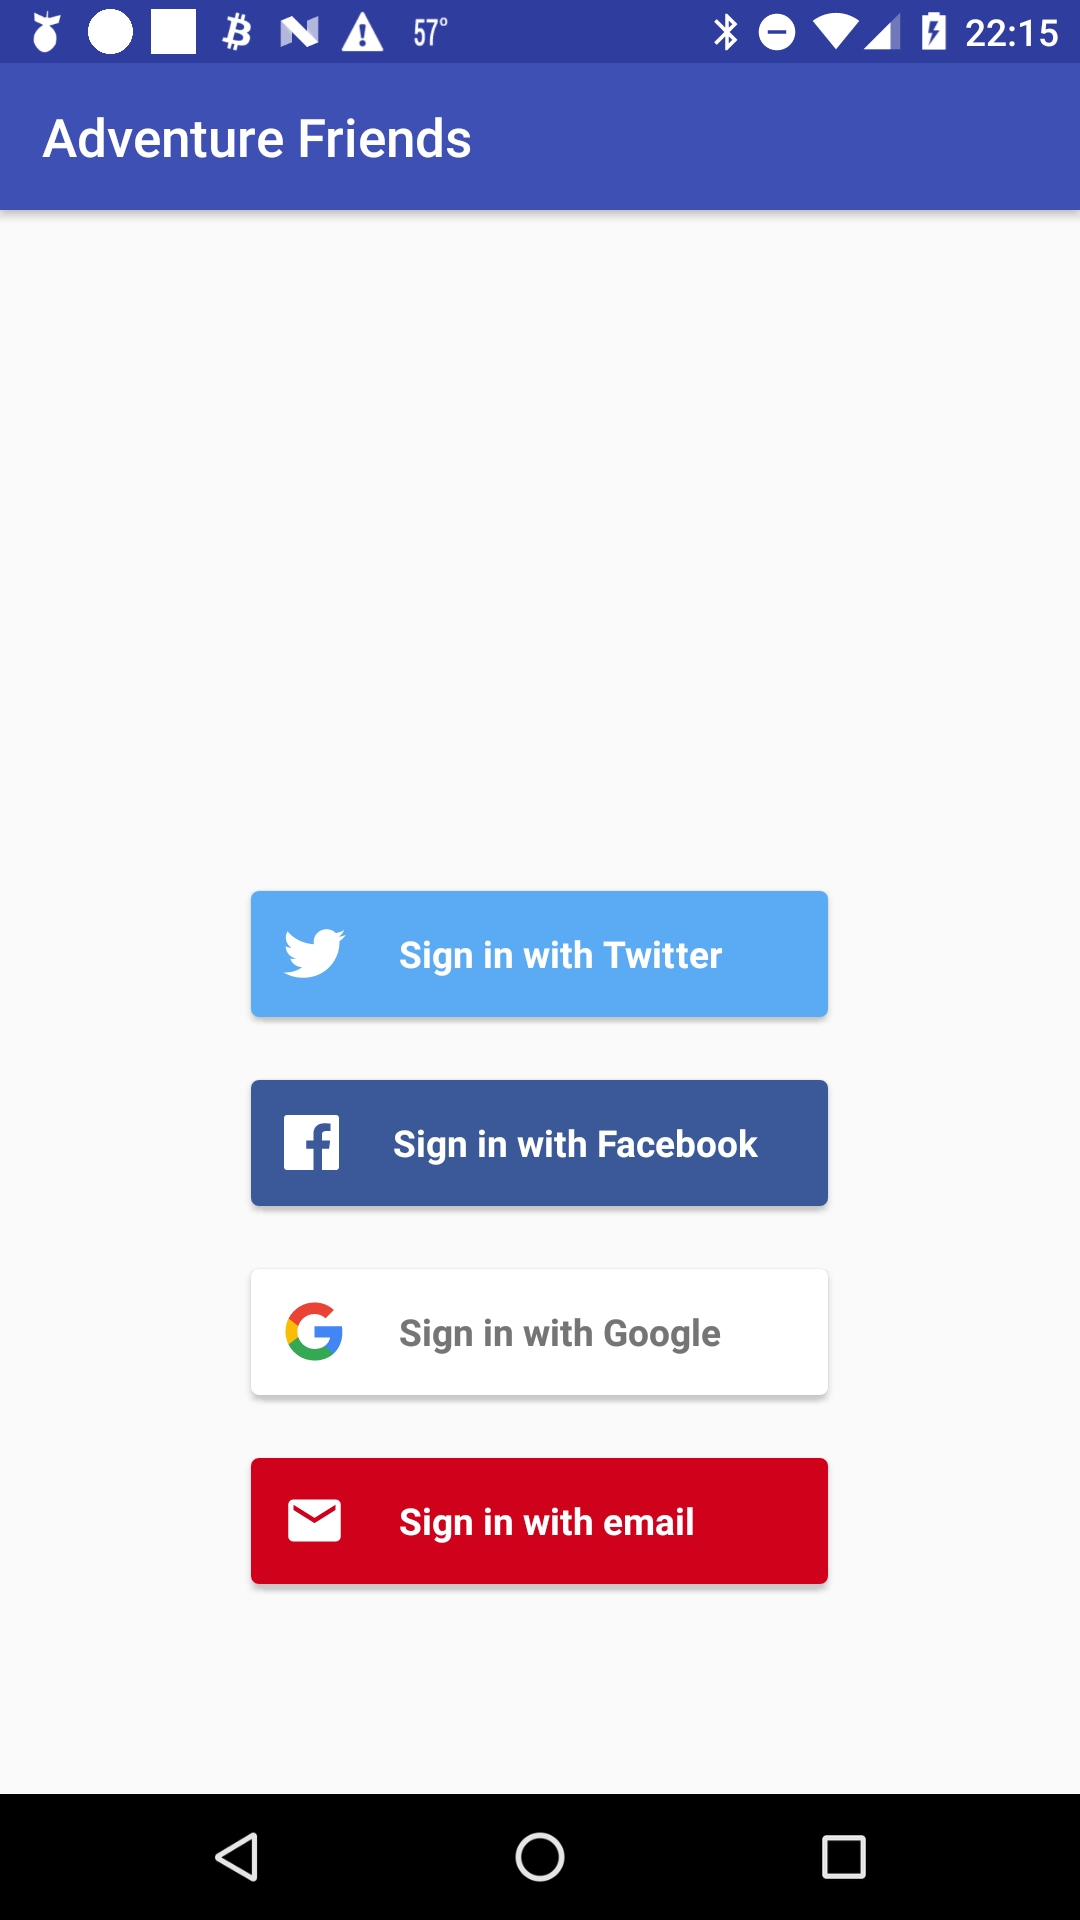 57° 22:15
Adventure Friends
Sign in with Twitter
Sign in with Facebook
Sign in with Google
Sign in with email